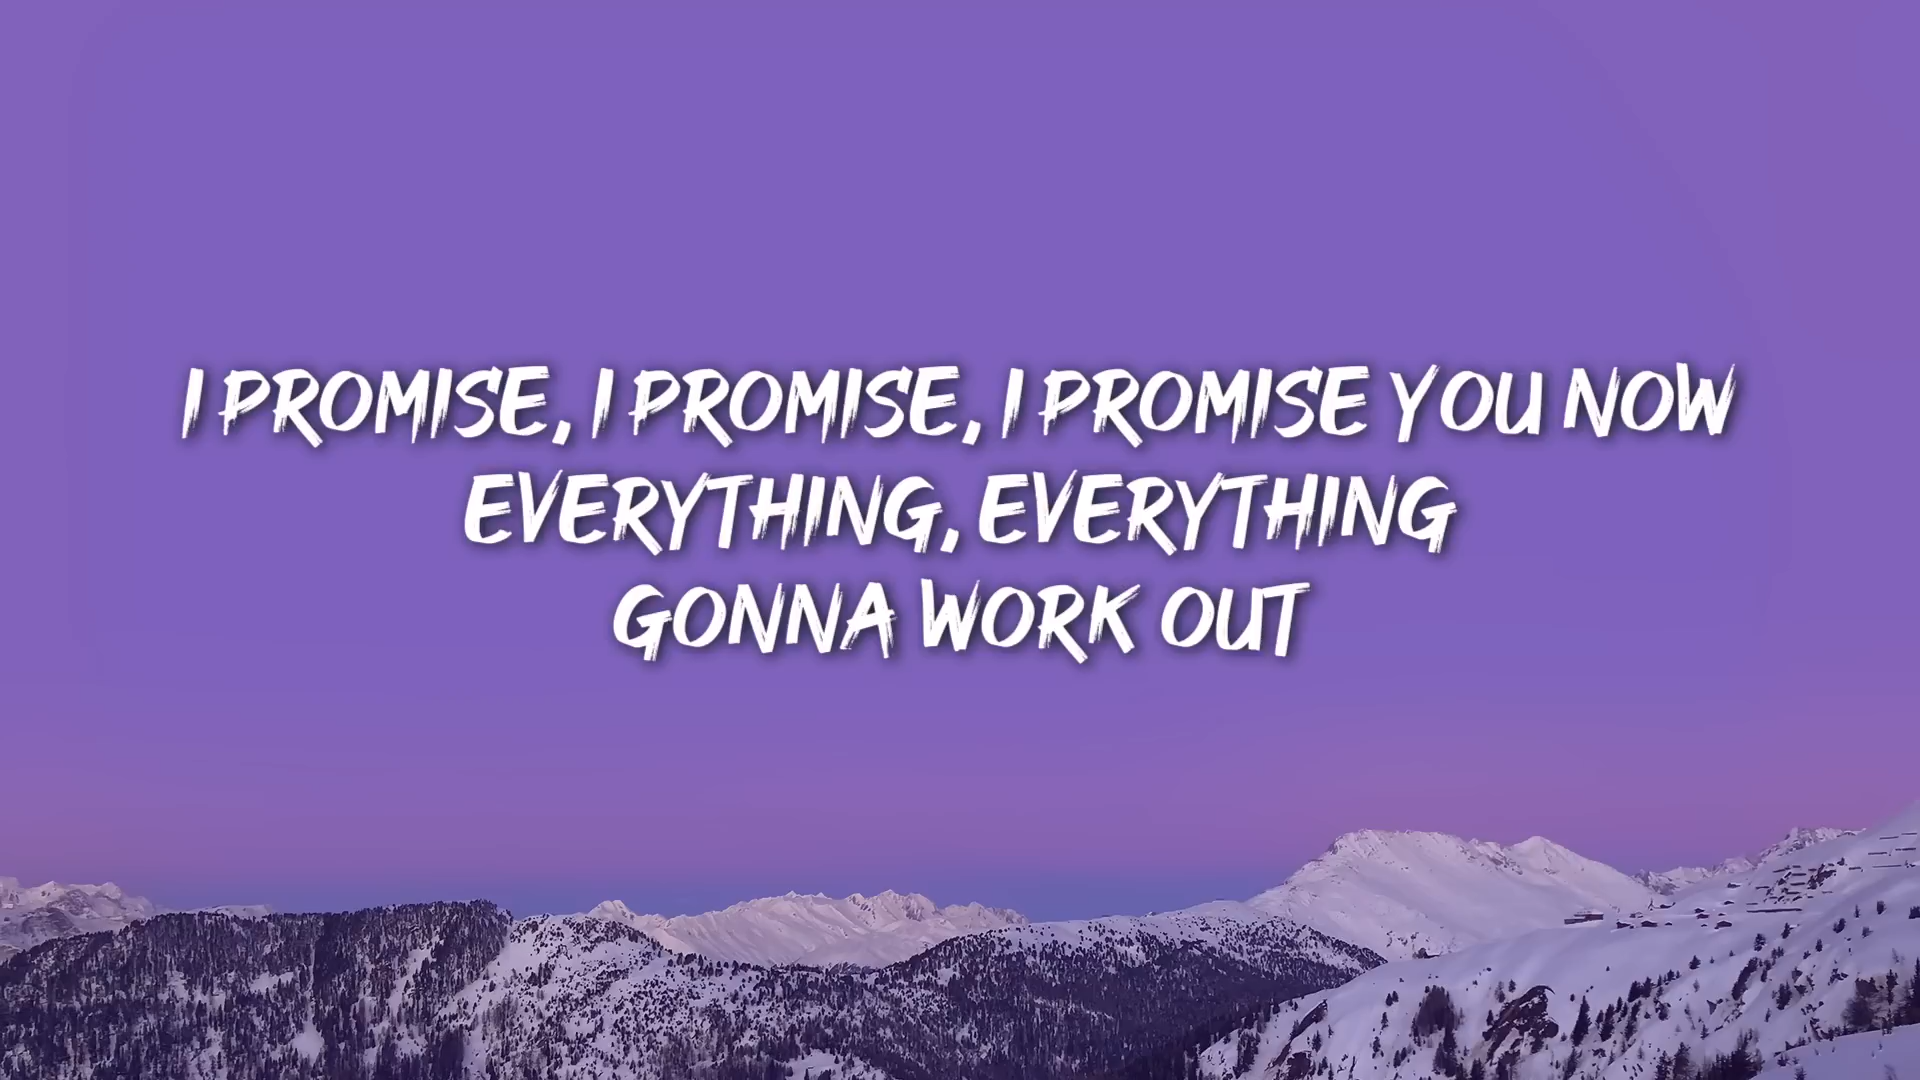 I PROMISE, I PROMISE, I PROMISE YOU NOW
EVERYTHING, EVERYTHING
GONNA WORK OUT